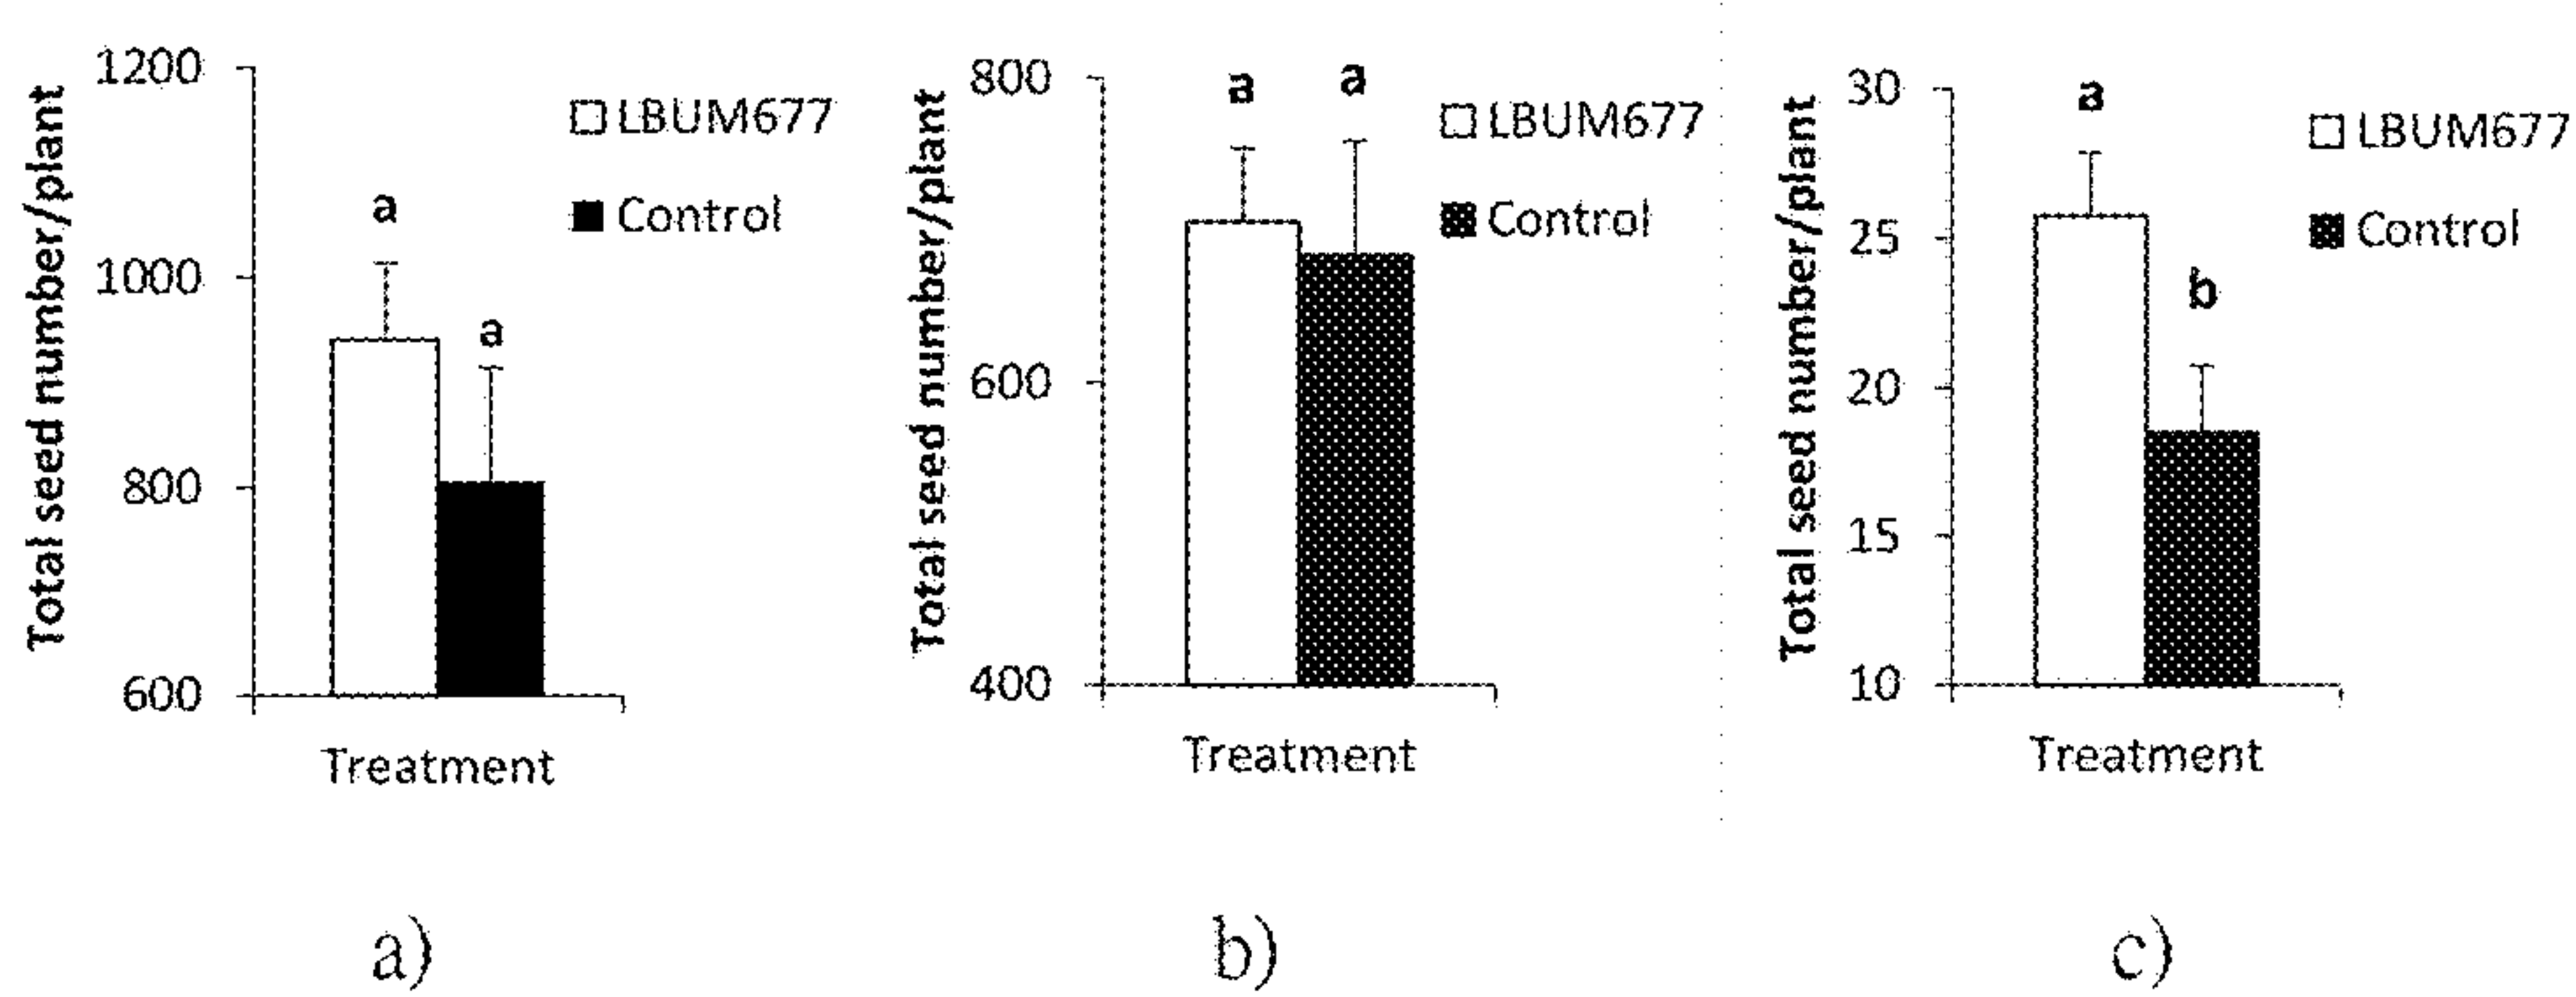 Total seed number/plant
1200
1000
800
600
a
a
LBUM677
Control
Treatment
a)
Total seed number/plant
800
600
400
a
a
LBUM677
Control
Treatment
b)
Total seed number/plant
30
25
20
15
10
a
b
LBUM677
Control
Treatment
c)